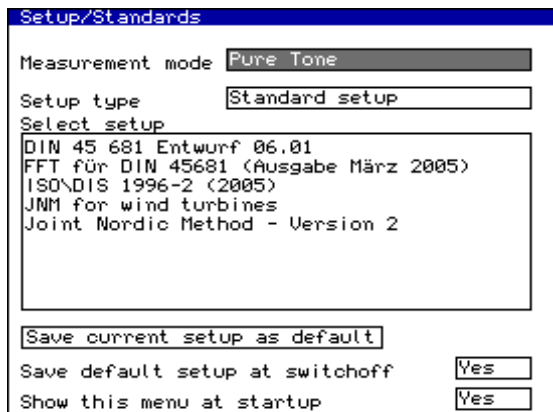 Setup/Standards
Measurement mode Pure Tone
Setup type Standard setup
Select setup
DIN 45 681 Entwurf 06.01
FFT für DIN 45681 (Ausgabe März 2005)
ISO\DIS 1996-2 (2005)
JNM for wind turbines
Joint Nordic Method - Version 2
Save current setup as default
Save default setup at switchoff Yes
Show this menu at startup Yes